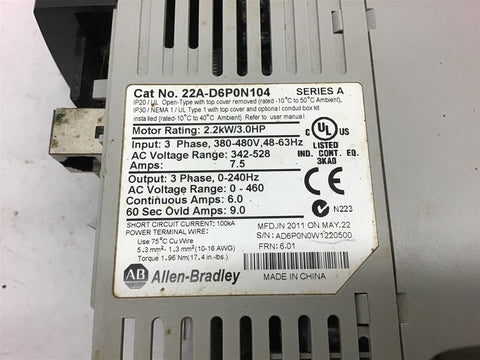 Cat No. 22A-D6P0N104 SERIES A
IP20 / UL Open-Type with top cover removed (rated -10°C to 50°C Ambient).
IP30 / NEMA 1 / UL Type 1 with top cover and optional conduit box kit
installed (rated-10°C to 40°C Ambient). Refer to user manual.
Motor Rating: 2.2kW/3.0HP
Input: 3 Phase, 380-480V,48-63Hz
AC Voltage Range: 342-528
Amps: 7.5
Output: 3 Phase, 0-240Hz
AC Voltage Range: 0 - 460
Continuous Amps: 6.0
60 Sec Ovld Amps: 9.0
C UL US
LISTED
IND. CONT. EQ.
3KA0
CE
N223
SHORT CIRCUIT CURRENT: 100kA
POWER TERMINAL WIRE:
Use 75°C Cu Wire
5.3 mm² - 1.3 mm² (10-16 AWG)
Torque 1.96 Nm (17.4 in.-lbs.)
MFD.IN 2011 ON MAY.22
S/N: AD6P0N0W1220500
FRN: 6.01
AB Allen-Bradley
MADE IN CHINA